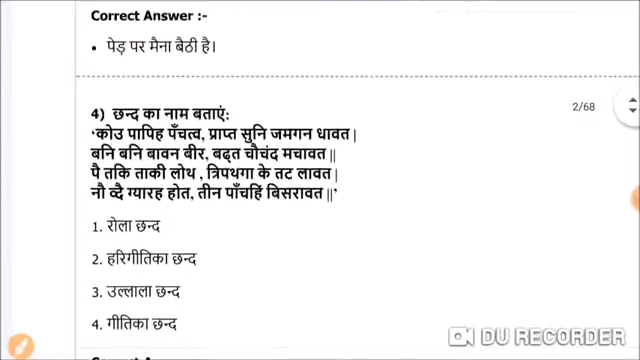 Correct Answer :-
• पेड़ पर मैना बैठी है।
4) छन्द का नाम बताएं:
2/68
‘कोउ पापिह पँचत्व, प्राप्त सुनि जमगन धावत |
बनि बनि बावन बीर, बढ़त चौचंद मचावत ||
पै तकि ताकी लोथ , त्रिपथगा के तट लावत |
नौ व्दै ग्यारह होत, तीन पाँचहिं बिसरावत ||’
1. रोला छन्द
2. हरिगीतिका छन्द
3. उल्लाला छन्द
4. गीतिका छन्द
DU RECORDER